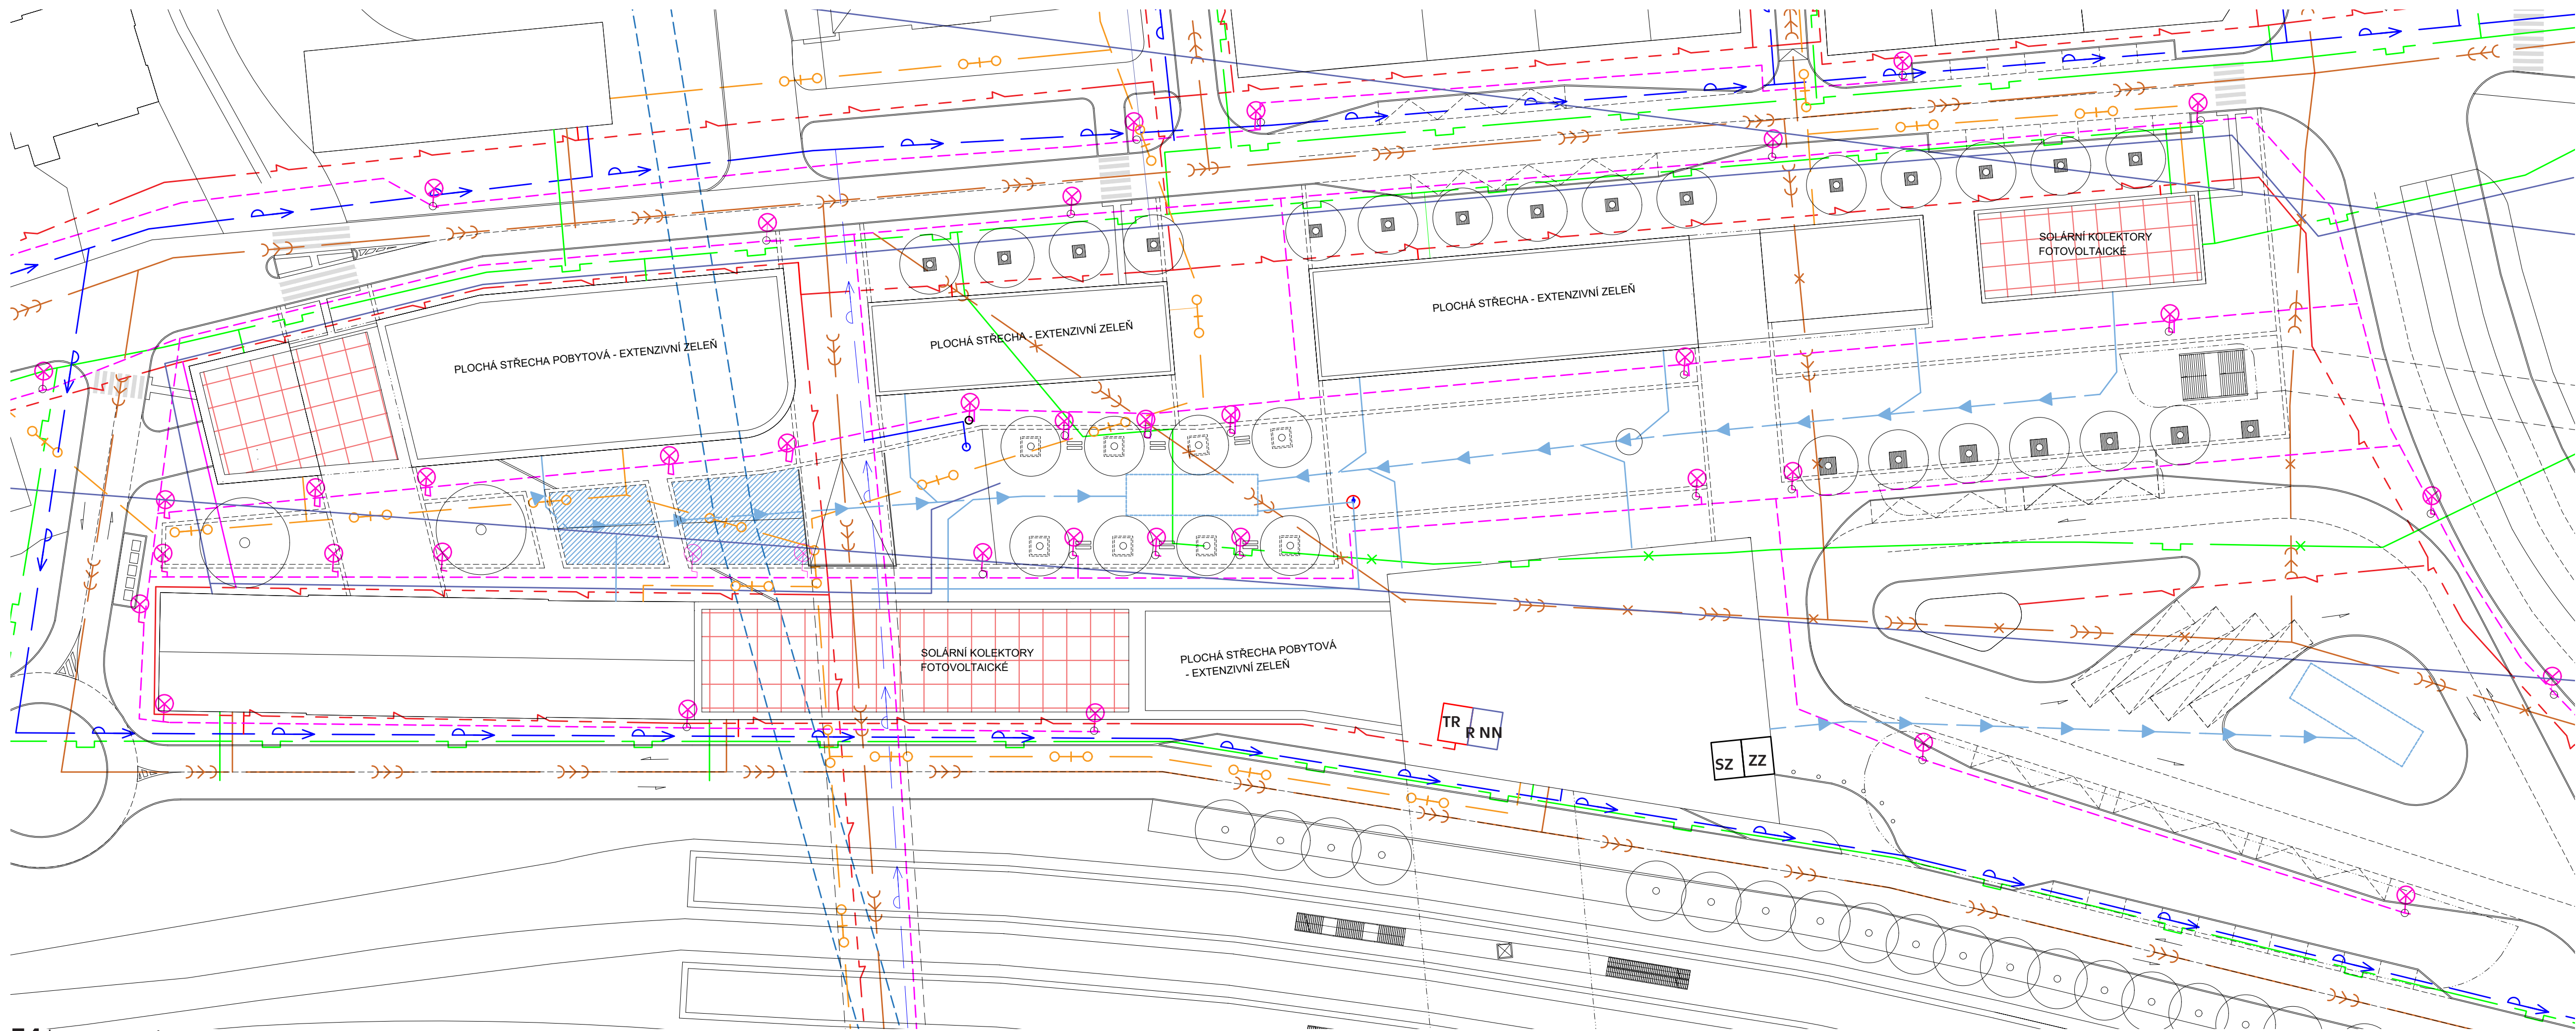 SOLÁRNÍ KOLEKTORY
FOTOVOLTAICKÉ
PLOCHÁ STŘECHA - EXTENZIVNÍ ZELEŇ
PLOCHÁ STŘECHA - EXTENZIVNÍ ZELEŇ
PLOCHÁ STŘECHA POBYTOVÁ - EXTENZIVNÍ ZELEŇ
SOLÁRNÍ KOLEKTORY
FOTOVOLTAICKÉ
PLOCHÁ STŘECHA POBYTOVÁ
- EXTENZIVNÍ ZELEŇ
TR
R NN
SZ ZZ